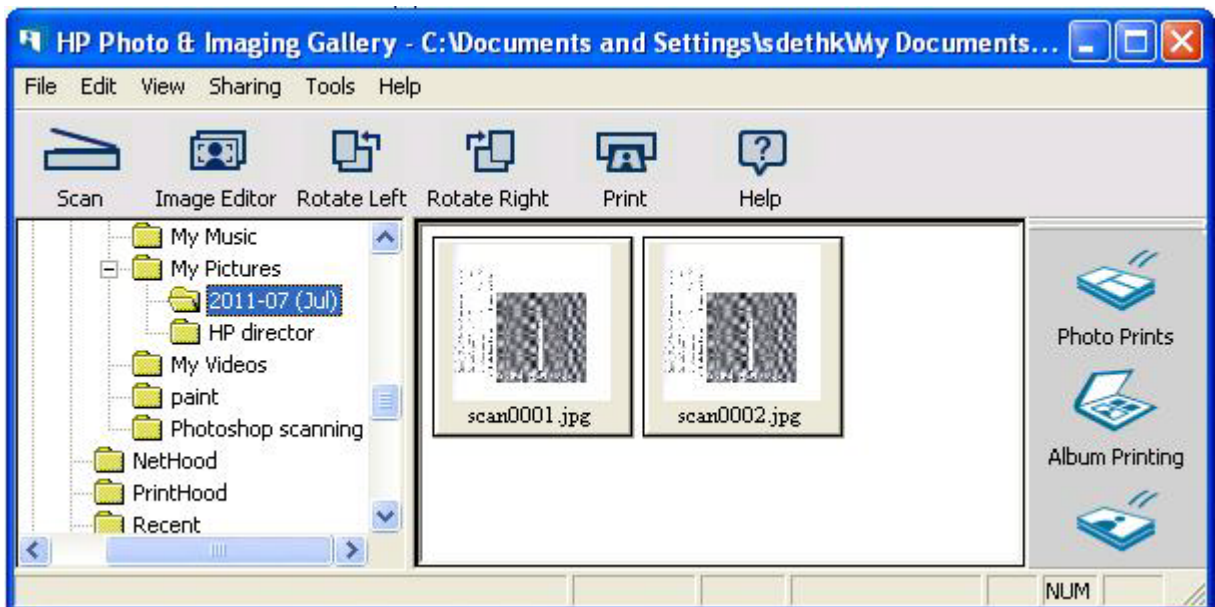 HP Photo & Imaging Gallery - C:\Documents and Settings\sdethk\My Documents...
File Edit View Sharing Tools Help
Scan Image Editor Rotate Left Rotate Right Print Help
My Music
My Pictures
2011-07 (Jul)
HP director
My Videos
paint
Photoshop scanning
NetHood
PrintHood
Recent
scan0001.jpg scan0002.jpg
Photo Prints
Album Printing
NUM